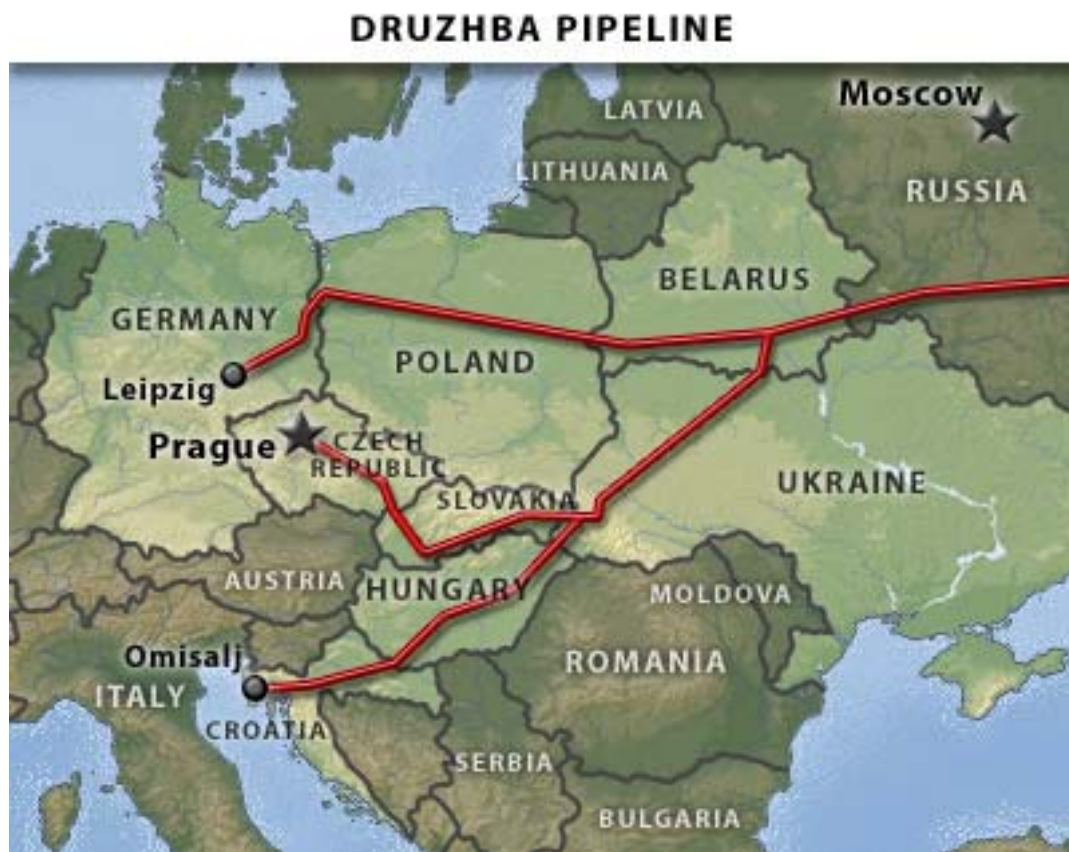 DRUZHBA PIPELINE
Moscow
LATVIA
LITHUANIA
RUSSIA
BELARUS
GERMANY
POLAND
Leipzig
Prague
CZECH
REPUBLIC
SLOVAKIA
UKRAINE
AUSTRIA
HUNGARY
MOLDOVA
Omisalj
ROMANIA
ITALY
CROATIA
SERBIA
BULGARIA